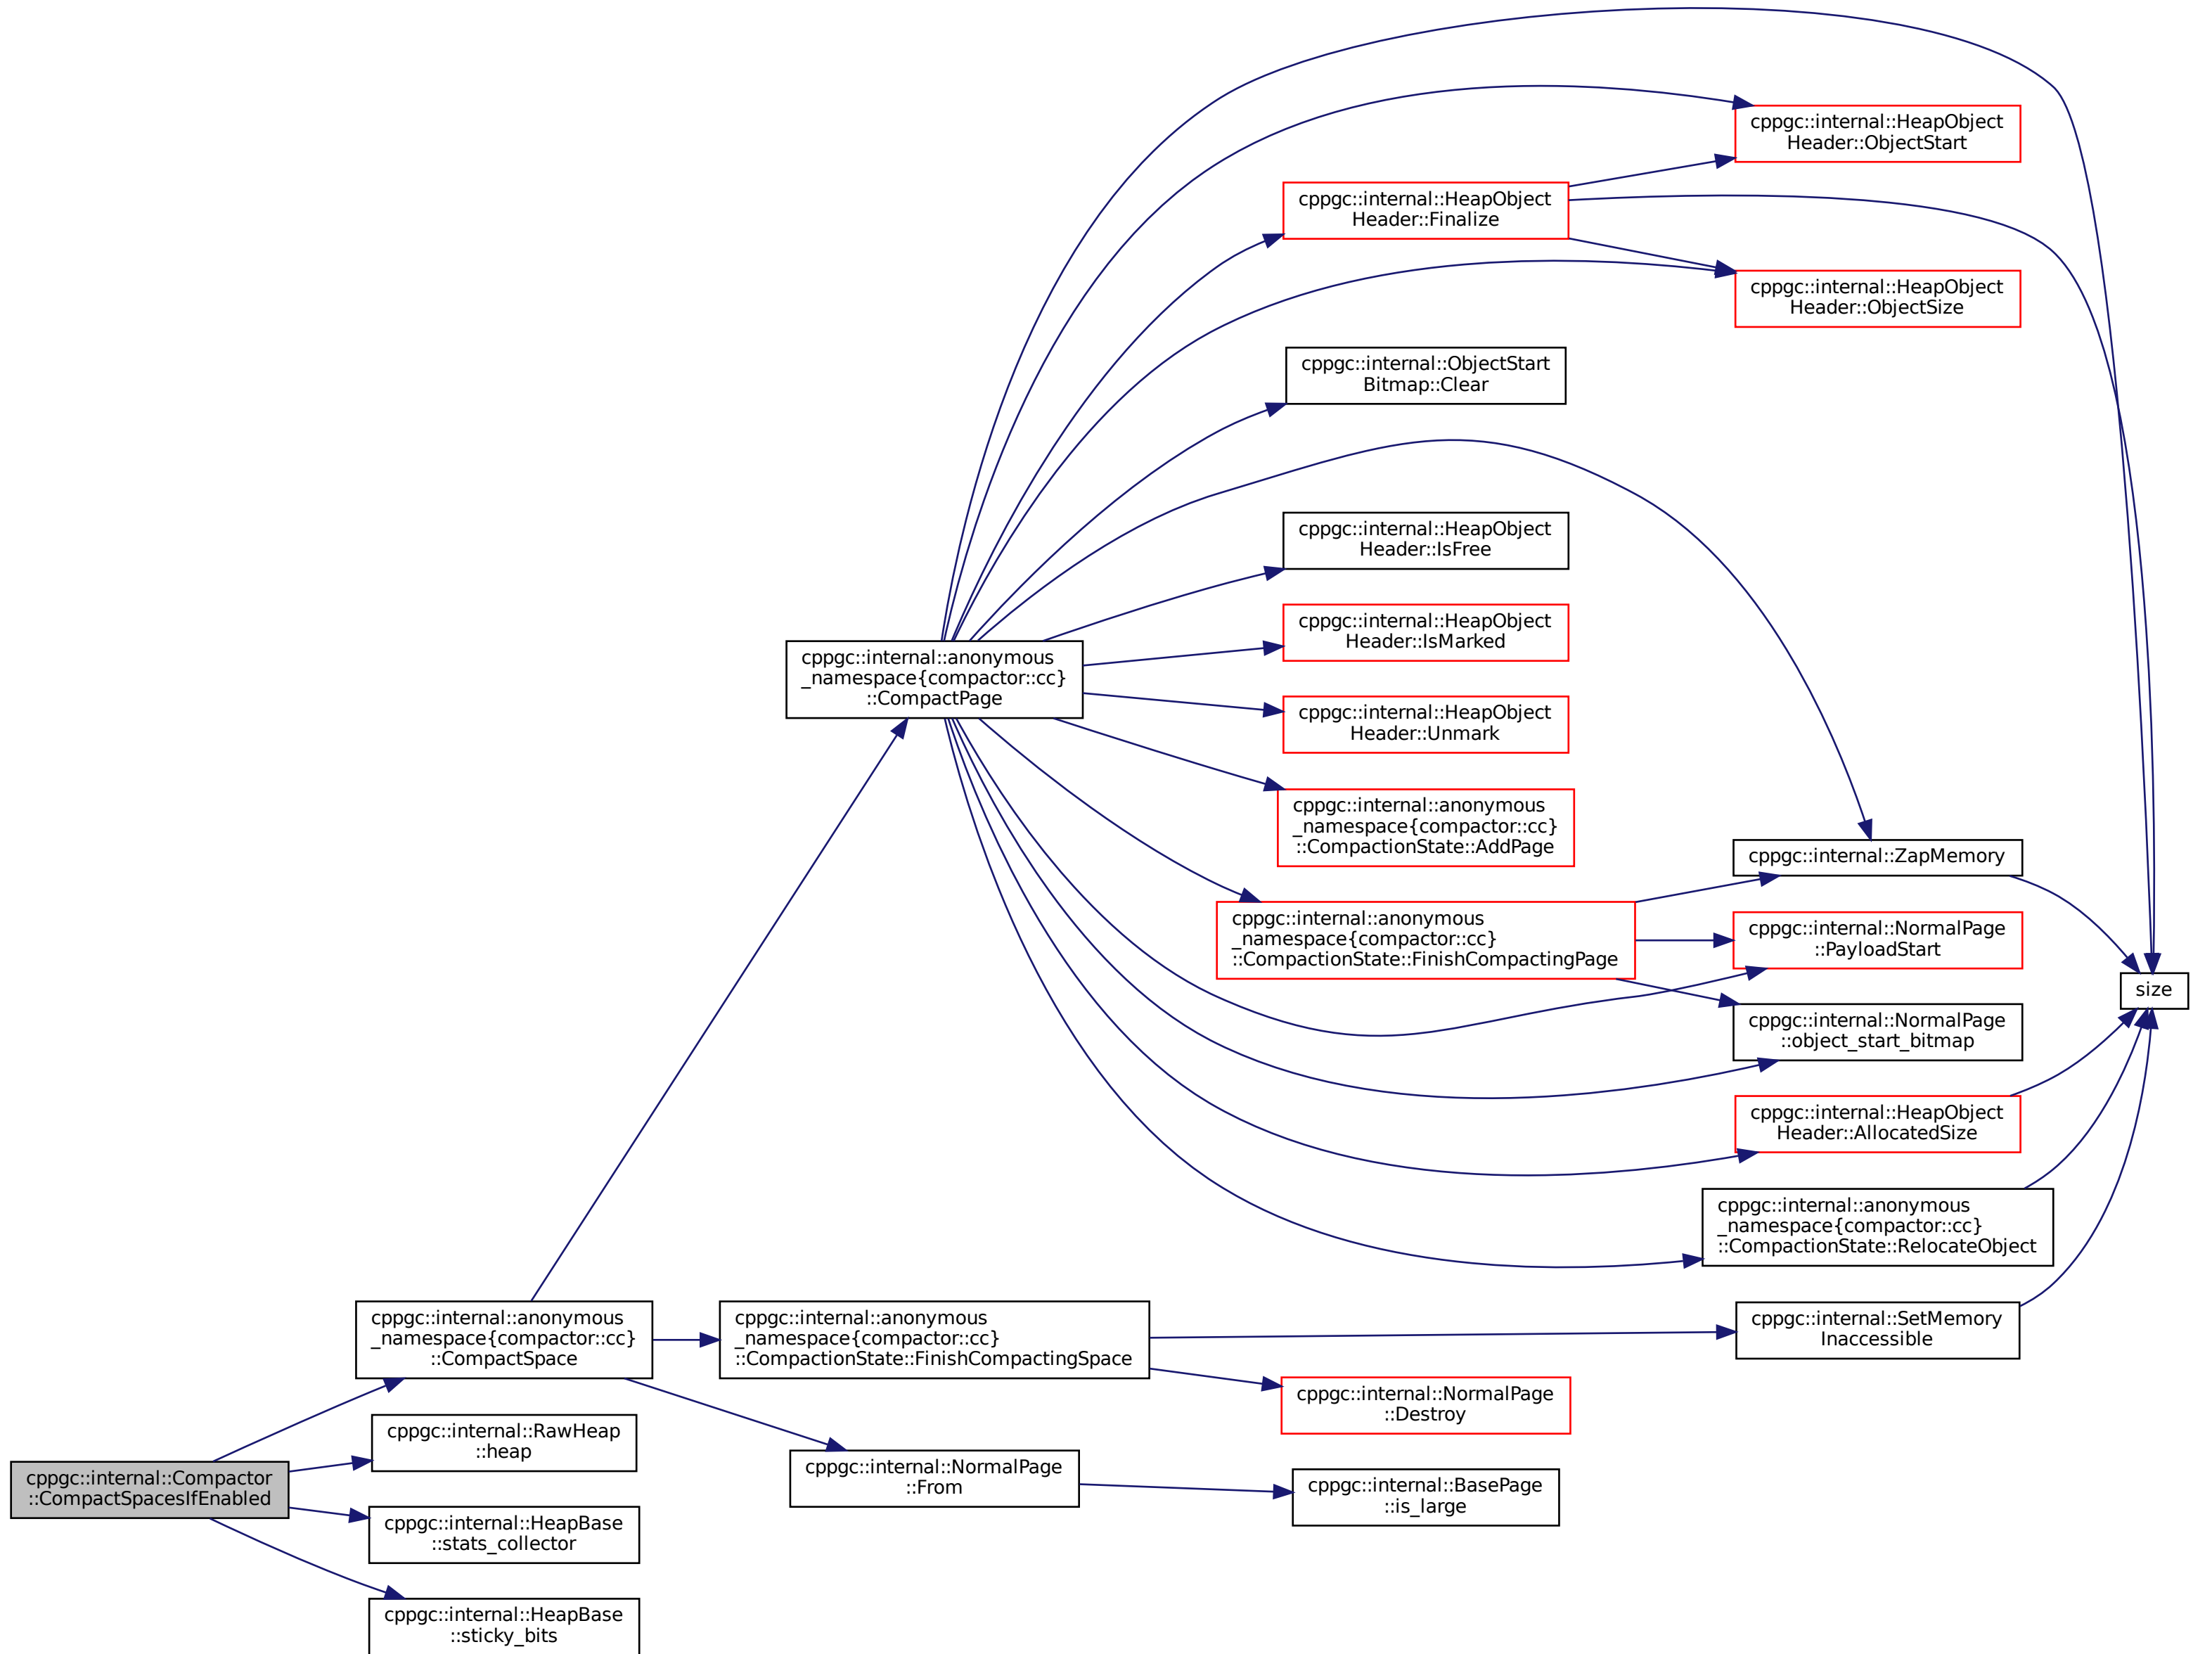 cppgc::internal::HeapObject
Header::ObjectStart
cppgc::internal::HeapObject
Header::Finalize
cppgc::internal::HeapObject
Header::ObjectSize
cppgc::internal::ObjectStart
Bitmap::Clear
cppgc::internal::HeapObject
Header::IsFree
cppgc::internal::HeapObject
Header::IsMarked
cppgc::internal::anonymous
_namespace{compactor::cc}
::CompactPage
cppgc::internal::HeapObject
Header::Unmark
cppgc::internal::anonymous
_namespace{compactor::cc}
::CompactionState::AddPage
cppgc::internal::ZapMemory
cppgc::internal::anonymous
_namespace{compactor::cc}
::CompactionState::FinishCompactingPage
cppgc::internal::NormalPage
::PayloadStart
size
cppgc::internal::NormalPage
::object_start_bitmap
cppgc::internal::HeapObject
Header::AllocatedSize
cppgc::internal::anonymous
_namespace{compactor::cc}
::CompactionState::RelocateObject
cppgc::internal::anonymous
_namespace{compactor::cc}
::CompactSpace
cppgc::internal::anonymous
_namespace{compactor::cc}
::CompactionState::FinishCompactingSpace
cppgc::internal::SetMemory
Inaccessible
cppgc::internal::NormalPage
::Destroy
cppgc::internal::RawHeap
::heap
cppgc::internal::Compactor
::CompactSpacesIfEnabled
cppgc::internal::NormalPage
::From
cppgc::internal::BasePage
::is_large
cppgc::internal::HeapBase
::stats_collector
cppgc::internal::HeapBase
::sticky_bits